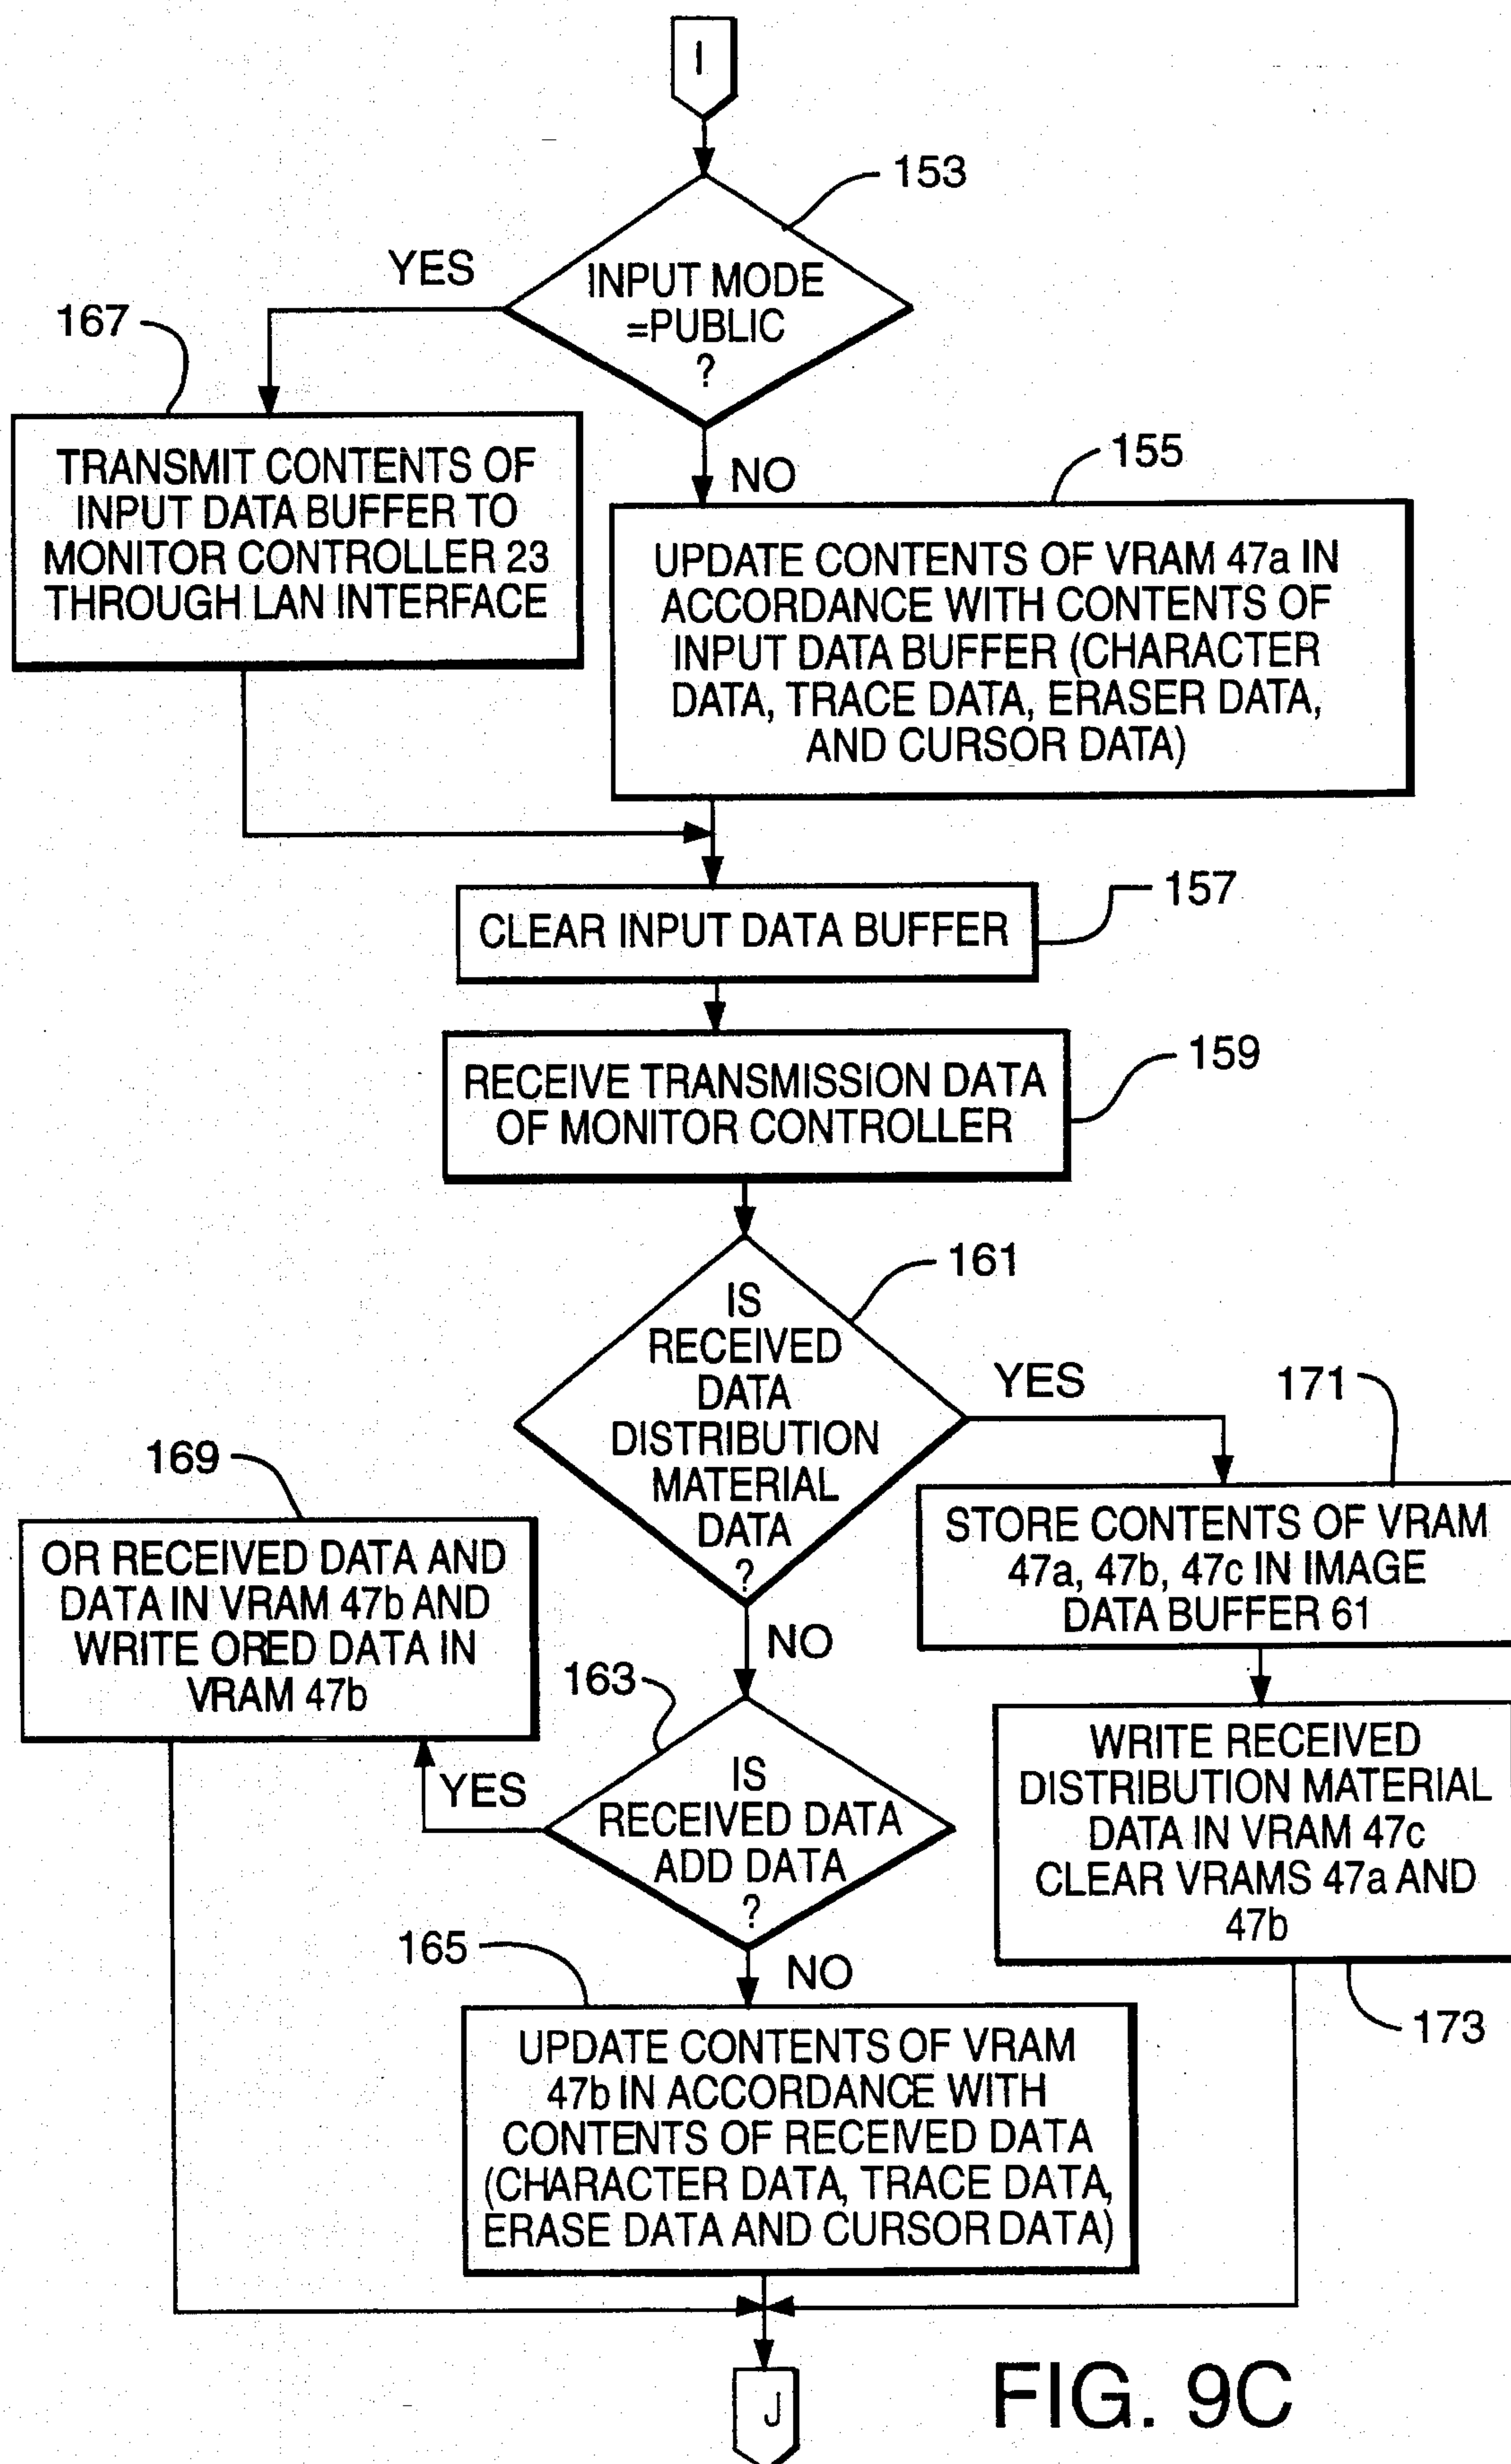 I
153
YES
INPUT MODE
=PUBLIC
?
167
TRANSMIT CONTENTS OF
INPUT DATA BUFFER TO
MONITOR CONTROLLER 23
THROUGH LAN INTERFACE
NO
155
UPDATE CONTENTS OF VRAM 47a IN
ACCORDANCE WITH CONTENTS OF
INPUT DATA BUFFER (CHARACTER
DATA, TRACE DATA, ERASER DATA,
AND CURSOR DATA)
157
CLEAR INPUT DATA BUFFER
159
RECEIVE TRANSMISSION DATA
OF MONITOR CONTROLLER
161
IS
RECEIVED
DATA
DISTRIBUTION
MATERIAL
DATA
?
YES
171
STORE CONTENTS OF VRAM
47a, 47b, 47c IN IMAGE
DATA BUFFER 61
169
OR RECEIVED DATA AND
DATA IN VRAM 47b AND
WRITE ORED DATA IN
VRAM 47b
NO
163
YES
IS
RECEIVED DATA
ADD DATA
?
WRITE RECEIVED
DISTRIBUTION MATERIAL
DATA IN VRAM 47c
CLEAR VRAMS 47a AND
47b
173
165
NO
UPDATE CONTENTS OF VRAM
47b IN ACCORDANCE WITH
CONTENTS OF RECEIVED DATA
(CHARACTER DATA, TRACE DATA,
ERASE DATA AND CURSOR DATA)
J
FIG. 9C